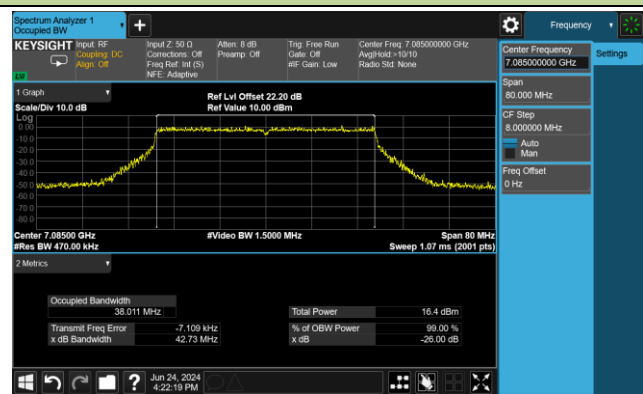 Spectrum Analyzer 1
Occupied BW
Frequency
KEYSIGHT
Input: RF
Coupling: DC
Align: Off
Input Z: 50 Ω
Corrections: Off
Freq Ref: Int (S)
NFE: Adaptive
Atten: 8 dB
Preamp: Off
Trig: Free Run
Gate: Off
#IF Gain: Low
Center Freq: 7.085000000 GHz
Avg|Hold:>10/10
Radio Std: None
LW
1 Graph
Scale/Div 10.0 dB
Ref Lvl Offset 22.20 dB
Ref Value 10.00 dBm
Log
0.00
-10.0
-20.0
-30.0
-40.0
-50.0
-60.0
-70.0
-80.0
Center 7.08500 GHz
#Res BW 470.00 kHz
#Video BW 1.5000 MHz
Span 80 MHz
Sweep 1.07 ms (2001 pts)
2 Metrics
Occupied Bandwidth
38.011 MHz
Transmit Freq Error -7.109 kHz
x dB Bandwidth 42.73 MHz
Total Power 16.4 dBm
% of OBW Power 99.00 %
x dB -26.00 dB
Jun 24, 2024
4:22:19 PM
Center Frequency
7.085000000 GHz
Span
80.000 MHz
CF Step
8.000000 MHz
Auto
Man
Freq Offset
0 Hz
Settings